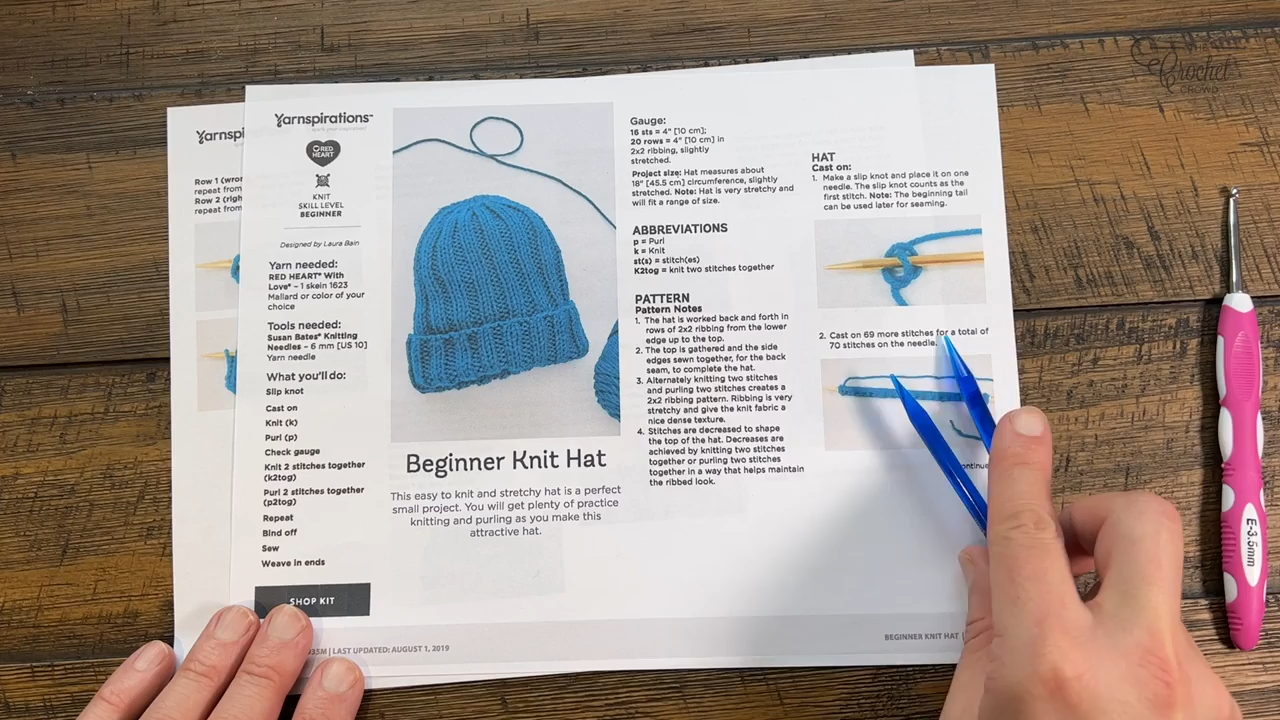 The
Crochet
CROWD
Yarnspi
Row 1 (wron
repeat from
Row 2 (righ
repeat from
Yarnspirations™
spark your inspiration!
RED
HEART
KNIT
SKILL LEVEL
BEGINNER
Designed by Laura Bain
Yarn needed:
RED HEART® With
Love® – 1 skein 1623
Mallard or color of your
choice
Tools needed:
Susan Bates® Knitting
Needles – 6 mm [US 10]
Yarn needle
What you'll do:
Slip knot
Cast on
Knit (k)
Purl (p)
Check gauge
Knit 2 stitches together
(k2tog)
Purl 2 stitches together
(p2tog)
Repeat
Bind off
Sew
Weave in ends
SHOP KIT
Beginner Knit Hat
This easy to knit and stretchy hat is a perfect
small project. You will get plenty of practice
knitting and purling as you make this
attractive hat.
Gauge:
16 sts = 4" [10 cm];
20 rows = 4" [10 cm] in
2x2 ribbing, slightly
stretched.
Project size: Hat measures about
18" [45.5 cm] circumference, slightly
stretched. Note: Hat is very stretchy and
will fit a range of size.
ABBREVIATIONS
p = Purl
k = Knit
st(s) = stitch(es)
K2tog = knit two stitches together
PATTERN
Pattern Notes
1. The hat is worked back and forth in
rows of 2x2 ribbing from the lower
edge up to the top.
2. The top is gathered and the side
edges sewn together, for the back
seam, to complete the hat.
3. Alternately knitting two stitches
and purling two stitches creates a
2x2 ribbing pattern. Ribbing is very
stretchy and give the knit fabric a
nice dense texture.
4. Stitches are decreased to shape
the top of the hat. Decreases are
achieved by knitting two stitches
together or purling two stitches
together in a way that helps maintain
the ribbed look.
HAT
Cast on:
1. Make a slip knot and place it on one
needle. The slip knot counts as the
first stitch. Note: The beginning tail
can be used later for seaming.
2. Cast on 69 more stitches for a total of
70 stitches on the needle.
ontinue
35M | LAST UPDATED: AUGUST 1, 2019
BEGINNER KNIT HAT |
E-3.5mm